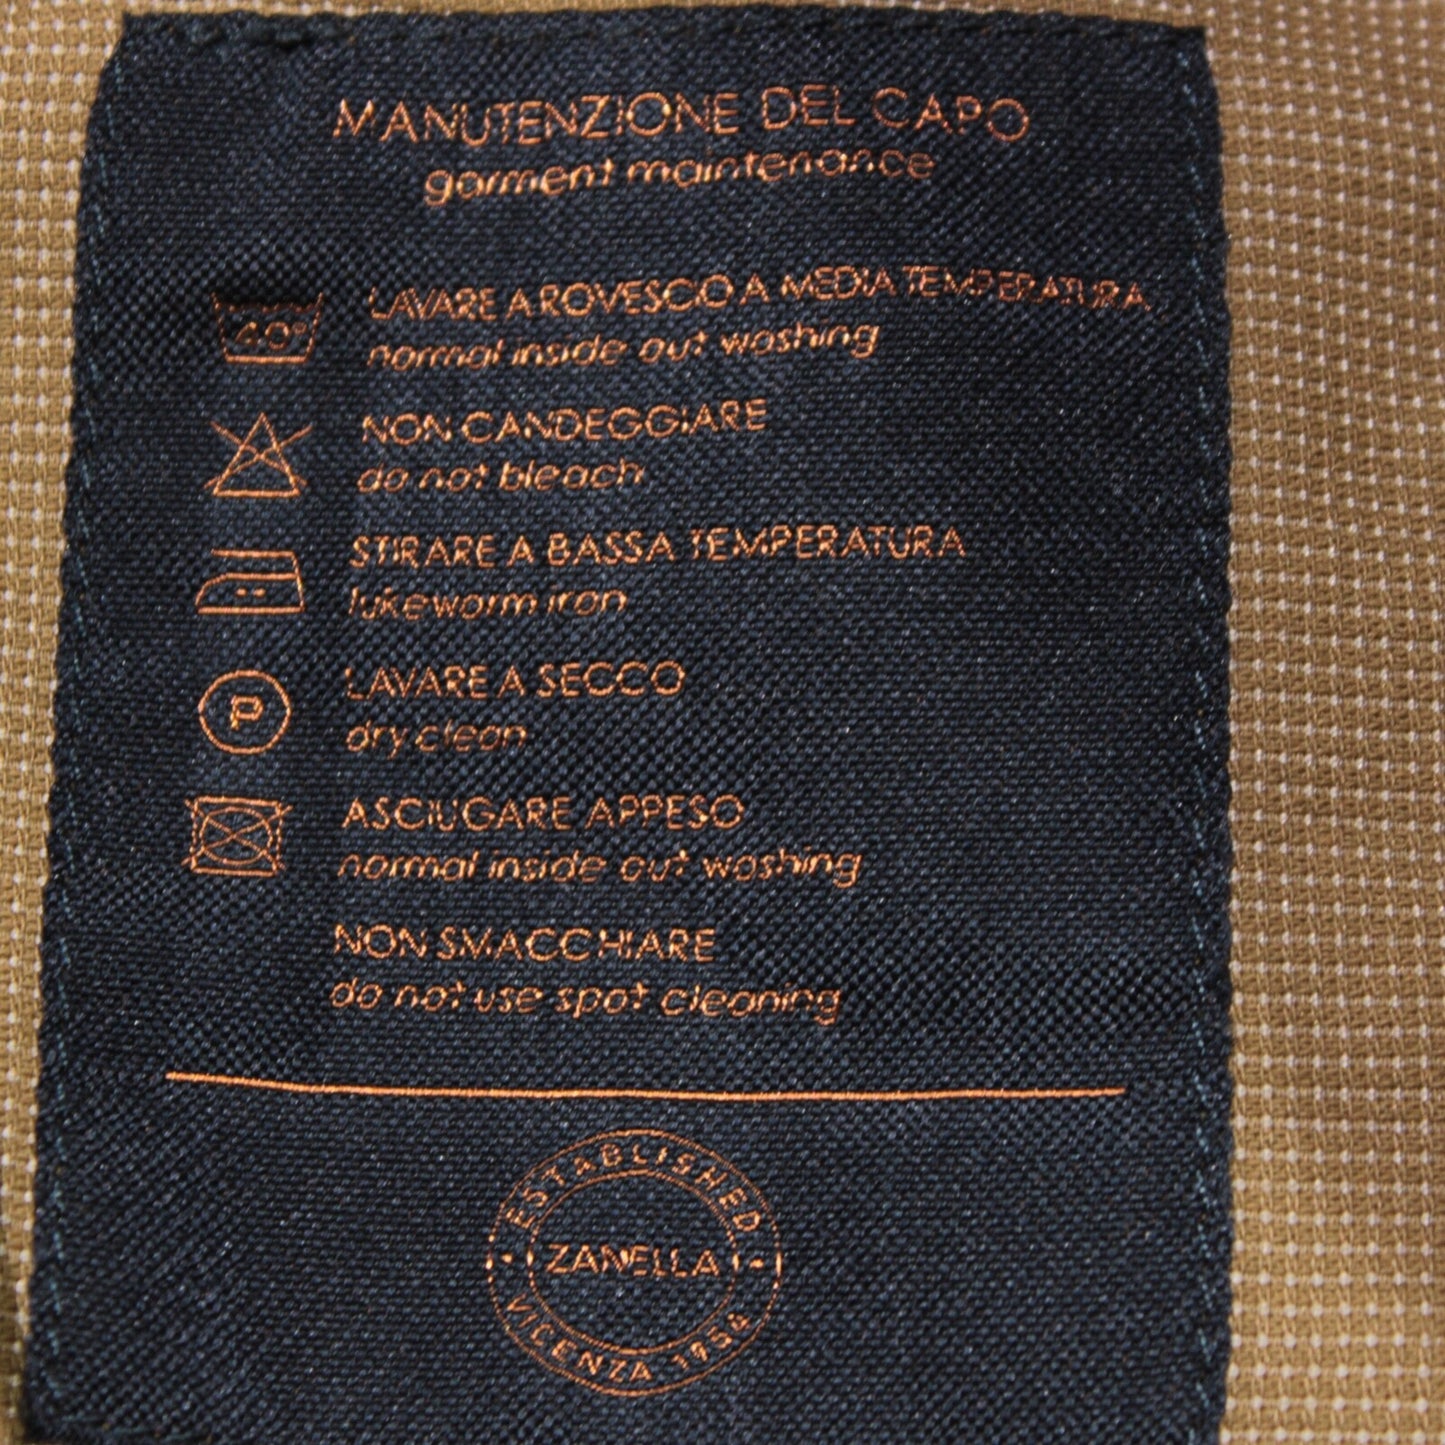 MANUTENZIONE DEL CAPO
garment maintenance
40°
LAVARE A ROVESCIO A MEDIA TEMPERATURA
normal inside out washing
NON CANDEGGIARE
do not bleach
STIRARE A BASSA TEMPERATURA
lukewarm iron
P
LAVARE A SECCO
dry clean
ASCIUGARE APPESO
normal inside out washing
NON SMACCHIARE
do not use spot cleaning
ESTABLISHED
ZANELLA
VICENZA 1954